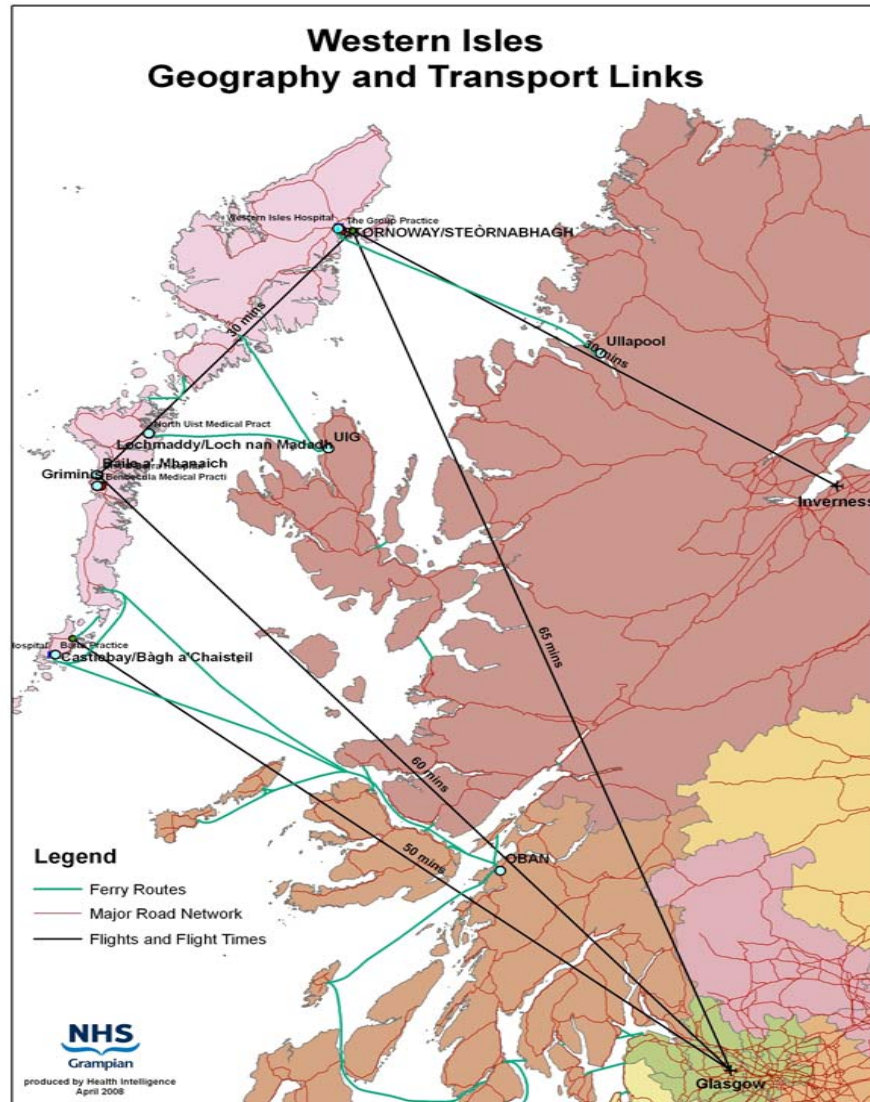 Western Isles
Geography and Transport Links
Western Isles Hospital
The Group Practice
STORNOWAY/STEÒRNABHAGH
30 mins
Ullapool
30 mins
North Uist Medical Pract
Lochmaddy/Loch nan Madadh
UIG
Baile a' Mhanaich
Griminis
Benbecula Medical Practi
Inverness
65 mins
Hospital
Barra Practice
Castlebay/Bàgh a'Chaisteil
60 mins
50 mins
OBAN
Legend
Ferry Routes
Major Road Network
Flights and Flight Times
NHS
Grampian
produced by Health Intelligence
April 2008
Glasgow